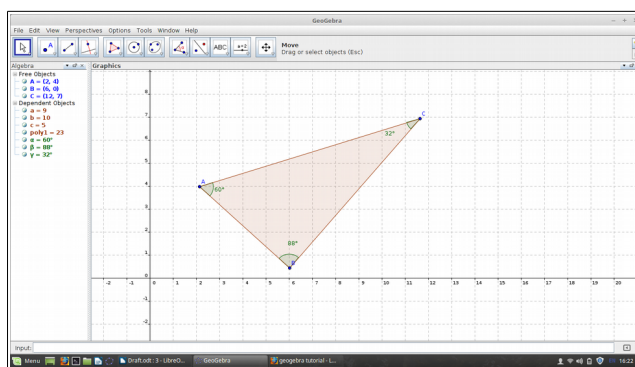 GeoGebra
File Edit View Perspectives Options Tools Window Help
A
ABC
a=2
Move
Drag or select objects (Esc)
Algebra
Graphics
Free Objects
A = (2, 4)
B = (6, 0)
C = (12, 7)
Dependent Objects
a = 9
b = 10
c = 5
poly1 = 23
α = 60°
β = 88°
γ = 32°
8
7
6
5
4
3
2
1
0
-1
-2
-2 -1 0 1 2 3 4 5 6 7 8 9 10 11 12 13 14 15 16 17 18 19 20
C
32°
A
60°
88°
B
Input:
Menu
Draft.odt : 3 - LibreO...
GeoGebra
geogebra tutorial - L...
16:22